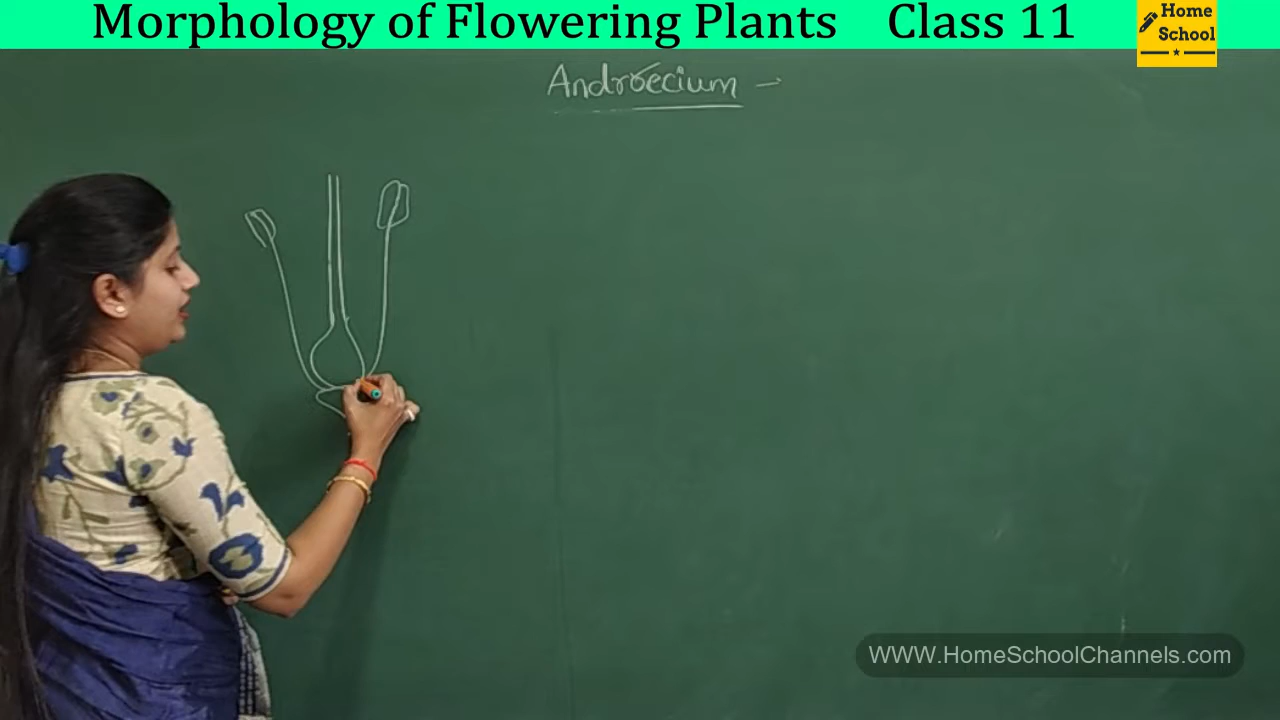 Morphology of Flowering Plants Class 11
Home
School
Androecium →
WWW.HomeSchoolChannels.com